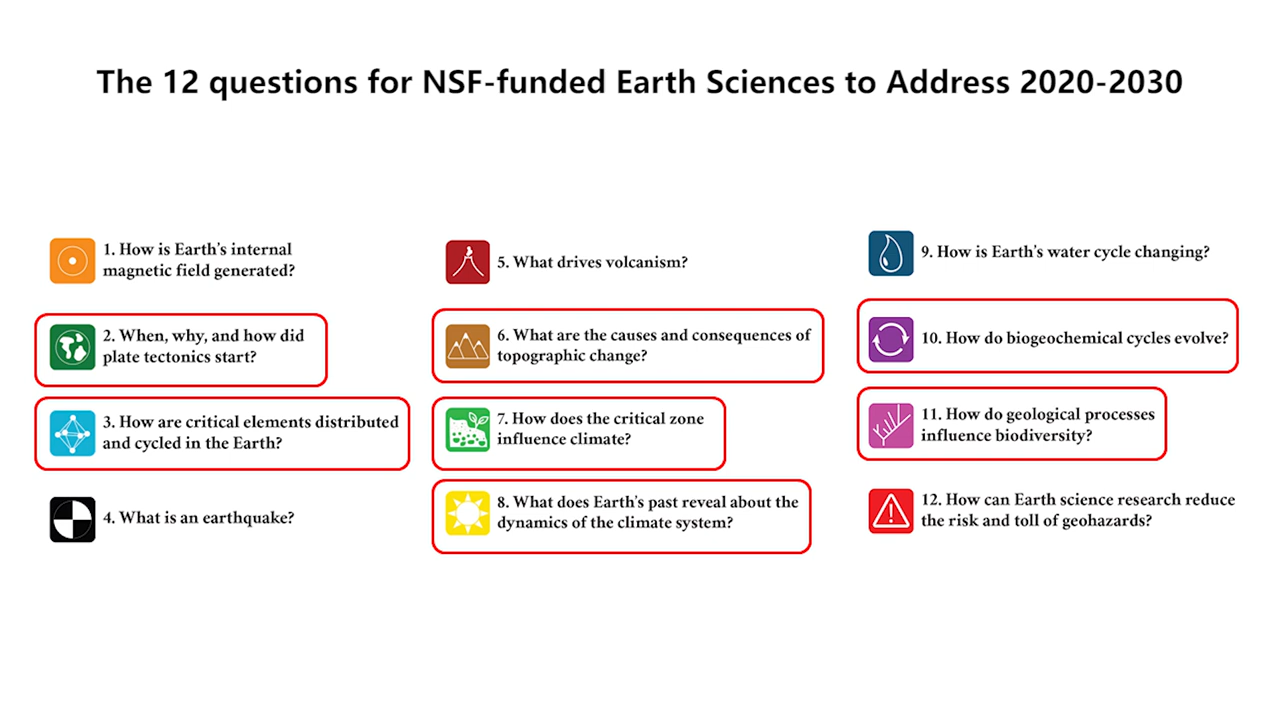 The 12 questions for NSF-funded Earth Sciences to Address 2020-2030
1. How is Earth’s internal
magnetic field generated?
2. When, why, and how did
plate tectonics start?
3. How are critical elements distributed
and cycled in the Earth?
4. What is an earthquake?
5. What drives volcanism?
6. What are the causes and consequences of
topographic change?
7. How does the critical zone
influence climate?
8. What does Earth’s past reveal about the
dynamics of the climate system?
9. How is Earth’s water cycle changing?
10. How do biogeochemical cycles evolve?
11. How do geological processes
influence biodiversity?
12. How can Earth science research reduce
the risk and toll of geohazards?